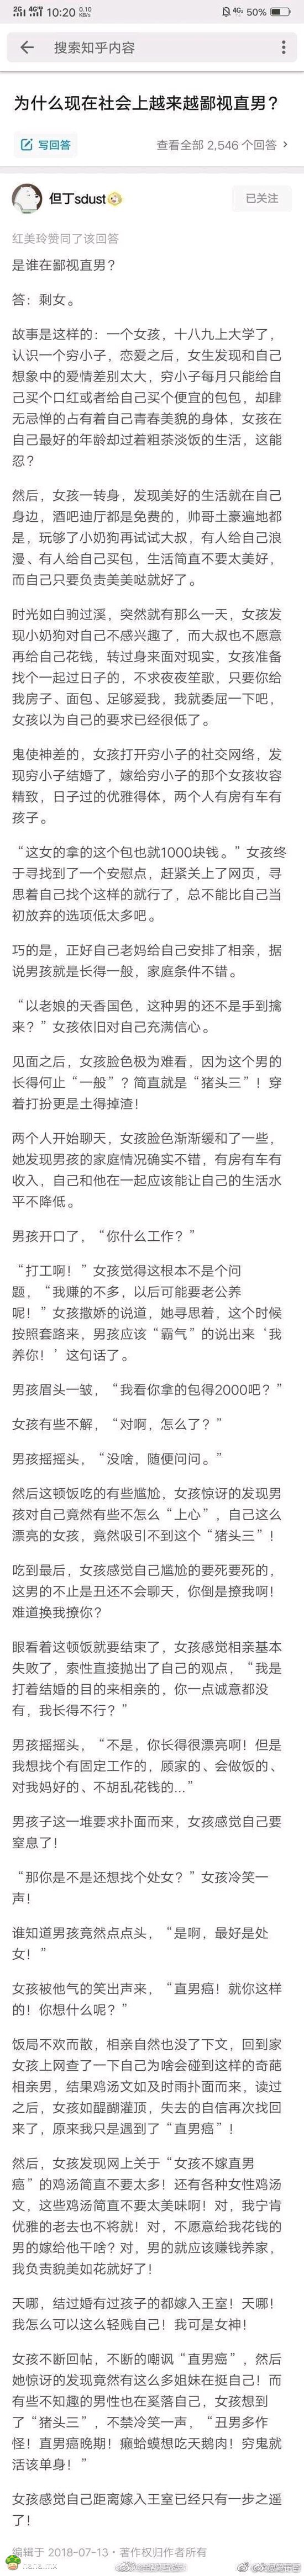 2G 4GHD 10:20 0.10 KB/s 4G 50%
搜索知乎内容
为什么现在社会上越来越鄙视直男？
写回答
查看全部 2,546 个回答
但丁sdust
已关注
红美玲赞同了该回答
是谁在鄙视直男？
答：剩女。
故事是这样的：一个女孩，十八九上大学了，
认识一个穷小子，恋爱之后，女生发现和自己
想象中的爱情差别太大，穷小子每月只能给自
己买个口红或者给自己买个便宜的包包，却肆
无忌惮的占有着自己青春美貌的身体，女孩在
自己最好的年龄却过着粗茶淡饭的生活，这能
忍？
然后，女孩一转身，发现美好的生活就在自己
身边，酒吧迪厅都是免费的，帅哥土豪遍地都
是，玩够了小奶狗再试试大叔，有人给自己浪
漫、有人给自己买包，生活简直不要太美好，
而自己只要负责美美哒就好了。
时光如白驹过溪，突然就有那么一天，女孩发
现小奶狗对自己不感兴趣了，而大叔也不愿意
再给自己花钱，转过身来面对现实，女孩准备
找个一起过日子的，不求夜夜笙歌，只要你给
我房子、面包、足够爱我，我就委屈一下吧，
女孩以为自己的要求已经很低了。
鬼使神差的，女孩打开穷小子的社交网络，发
现穷小子结婚了，嫁给穷小子的那个女孩妆容
精致，日子过的优雅得体，两个人有房有车有
孩子。
“这女的拿的这个包也就1000块钱。”女孩终
于寻找到了一个安慰点，赶紧关上了网页，寻
思着自己找个这样的就行了，总不能比自己当
初放弃的选项低太多吧。
巧的是，正好自己老妈给自己安排了相亲，据
说男孩就是长得一般，家庭条件不错。
“以老娘的天香国色，这种男的还不是手到擒
来？”女孩依旧对自己充满信心。
见面之后，女孩脸色极为难看，因为这个男的
长得何止“一般”？简直就是“猪头三”！穿
着打扮更是土得掉渣！
两个人开始聊天，女孩脸色渐渐缓和了一些，
她发现男孩的家庭情况确实不错，有房有车有
收入，自己和他在一起应该能让自己的生活水
平不降低。
男孩开口了，“你什么工作？”
“打工啊！”女孩觉得这根本不是个问
题，“我赚的不多，以后可能要老公养
呢！”女孩撒娇的说道，她寻思着，这个时候
按照套路来，男孩应该“霸气”的说出来‘我
养你！’这句话了。
男孩眉头一皱，“我看你拿的包得2000吧？”
女孩有些不解，“对啊，怎么了？”
男孩摇摇头，“没啥，随便问问。”
然后这顿饭吃的有些尴尬，女孩惊讶的发现男
孩对自己竟然有些不怎么“上心”，自己这么
漂亮的女孩，竟然吸引不到这个“猪头三”！
吃到最后，女孩感觉自己尴尬的要死要死的，
这男的不止是丑还不会聊天，你倒是撩我啊！
难道换我撩你？
眼看着这顿饭就要结束了，女孩感觉相亲基本
失败了，索性直接抛出了自己的观点，“我是
打着结婚的目的来相亲的，你一点诚意都没
有，我长得不行？”
男孩摇摇头，“不是，你长得很漂亮啊！但是
我想找个有固定工作的，顾家的、会做饭的、
对我妈好的、不胡乱花钱的...”
男孩子这一堆要求扑面而来，女孩感觉自己要
窒息了！
“那你是不是还想找个处女？”女孩冷笑一
声！
谁知道男孩竟然点点头，“是啊，最好是处
女！”
女孩被他气的笑出声来，“直男癌！就你这样
的！你想什么呢？”
饭局不欢而散，相亲自然也没了下文，回到家
女孩上网查了一下自己为啥会碰到这样的奇葩
相亲男，结果鸡汤文如及时雨扑面而来，读过
之后，女孩如醍醐灌顶，失去的自信再次找回
来了，原来我只是遇到了“直男癌”！
然后，女孩发现网上关于“女孩不嫁直男
癌”的鸡汤简直不要太多！还有各种女性鸡汤
文，这些鸡汤简直不要太美味啊！对，我宁肯
优雅的老去也不将就！对，不愿意给我花钱的
男的嫁给他干啥？对，男的就应该赚钱养家，
我负责貌美如花就好了！
天哪，结过婚有过孩子的都嫁入王室！天哪！
我怎么可以这么轻贱自己！我可是女神！
女孩不断回帖，不断的嘲讽“直男癌”，然后
她惊讶的发现竟然有这么多姐妹在挺自己！而
有些不知趣的男性也在奚落自己，女孩想到
了“猪头三”，不禁冷笑一声，“丑男多作
怪！直男癌晚期！癞蛤蟆想吃天鹅肉！穷鬼就
活该单身！”
女孩感觉自己距离嫁入王室已经只有一步之遥
了！
编辑于 2018-07-13 · 著作权归作者所有